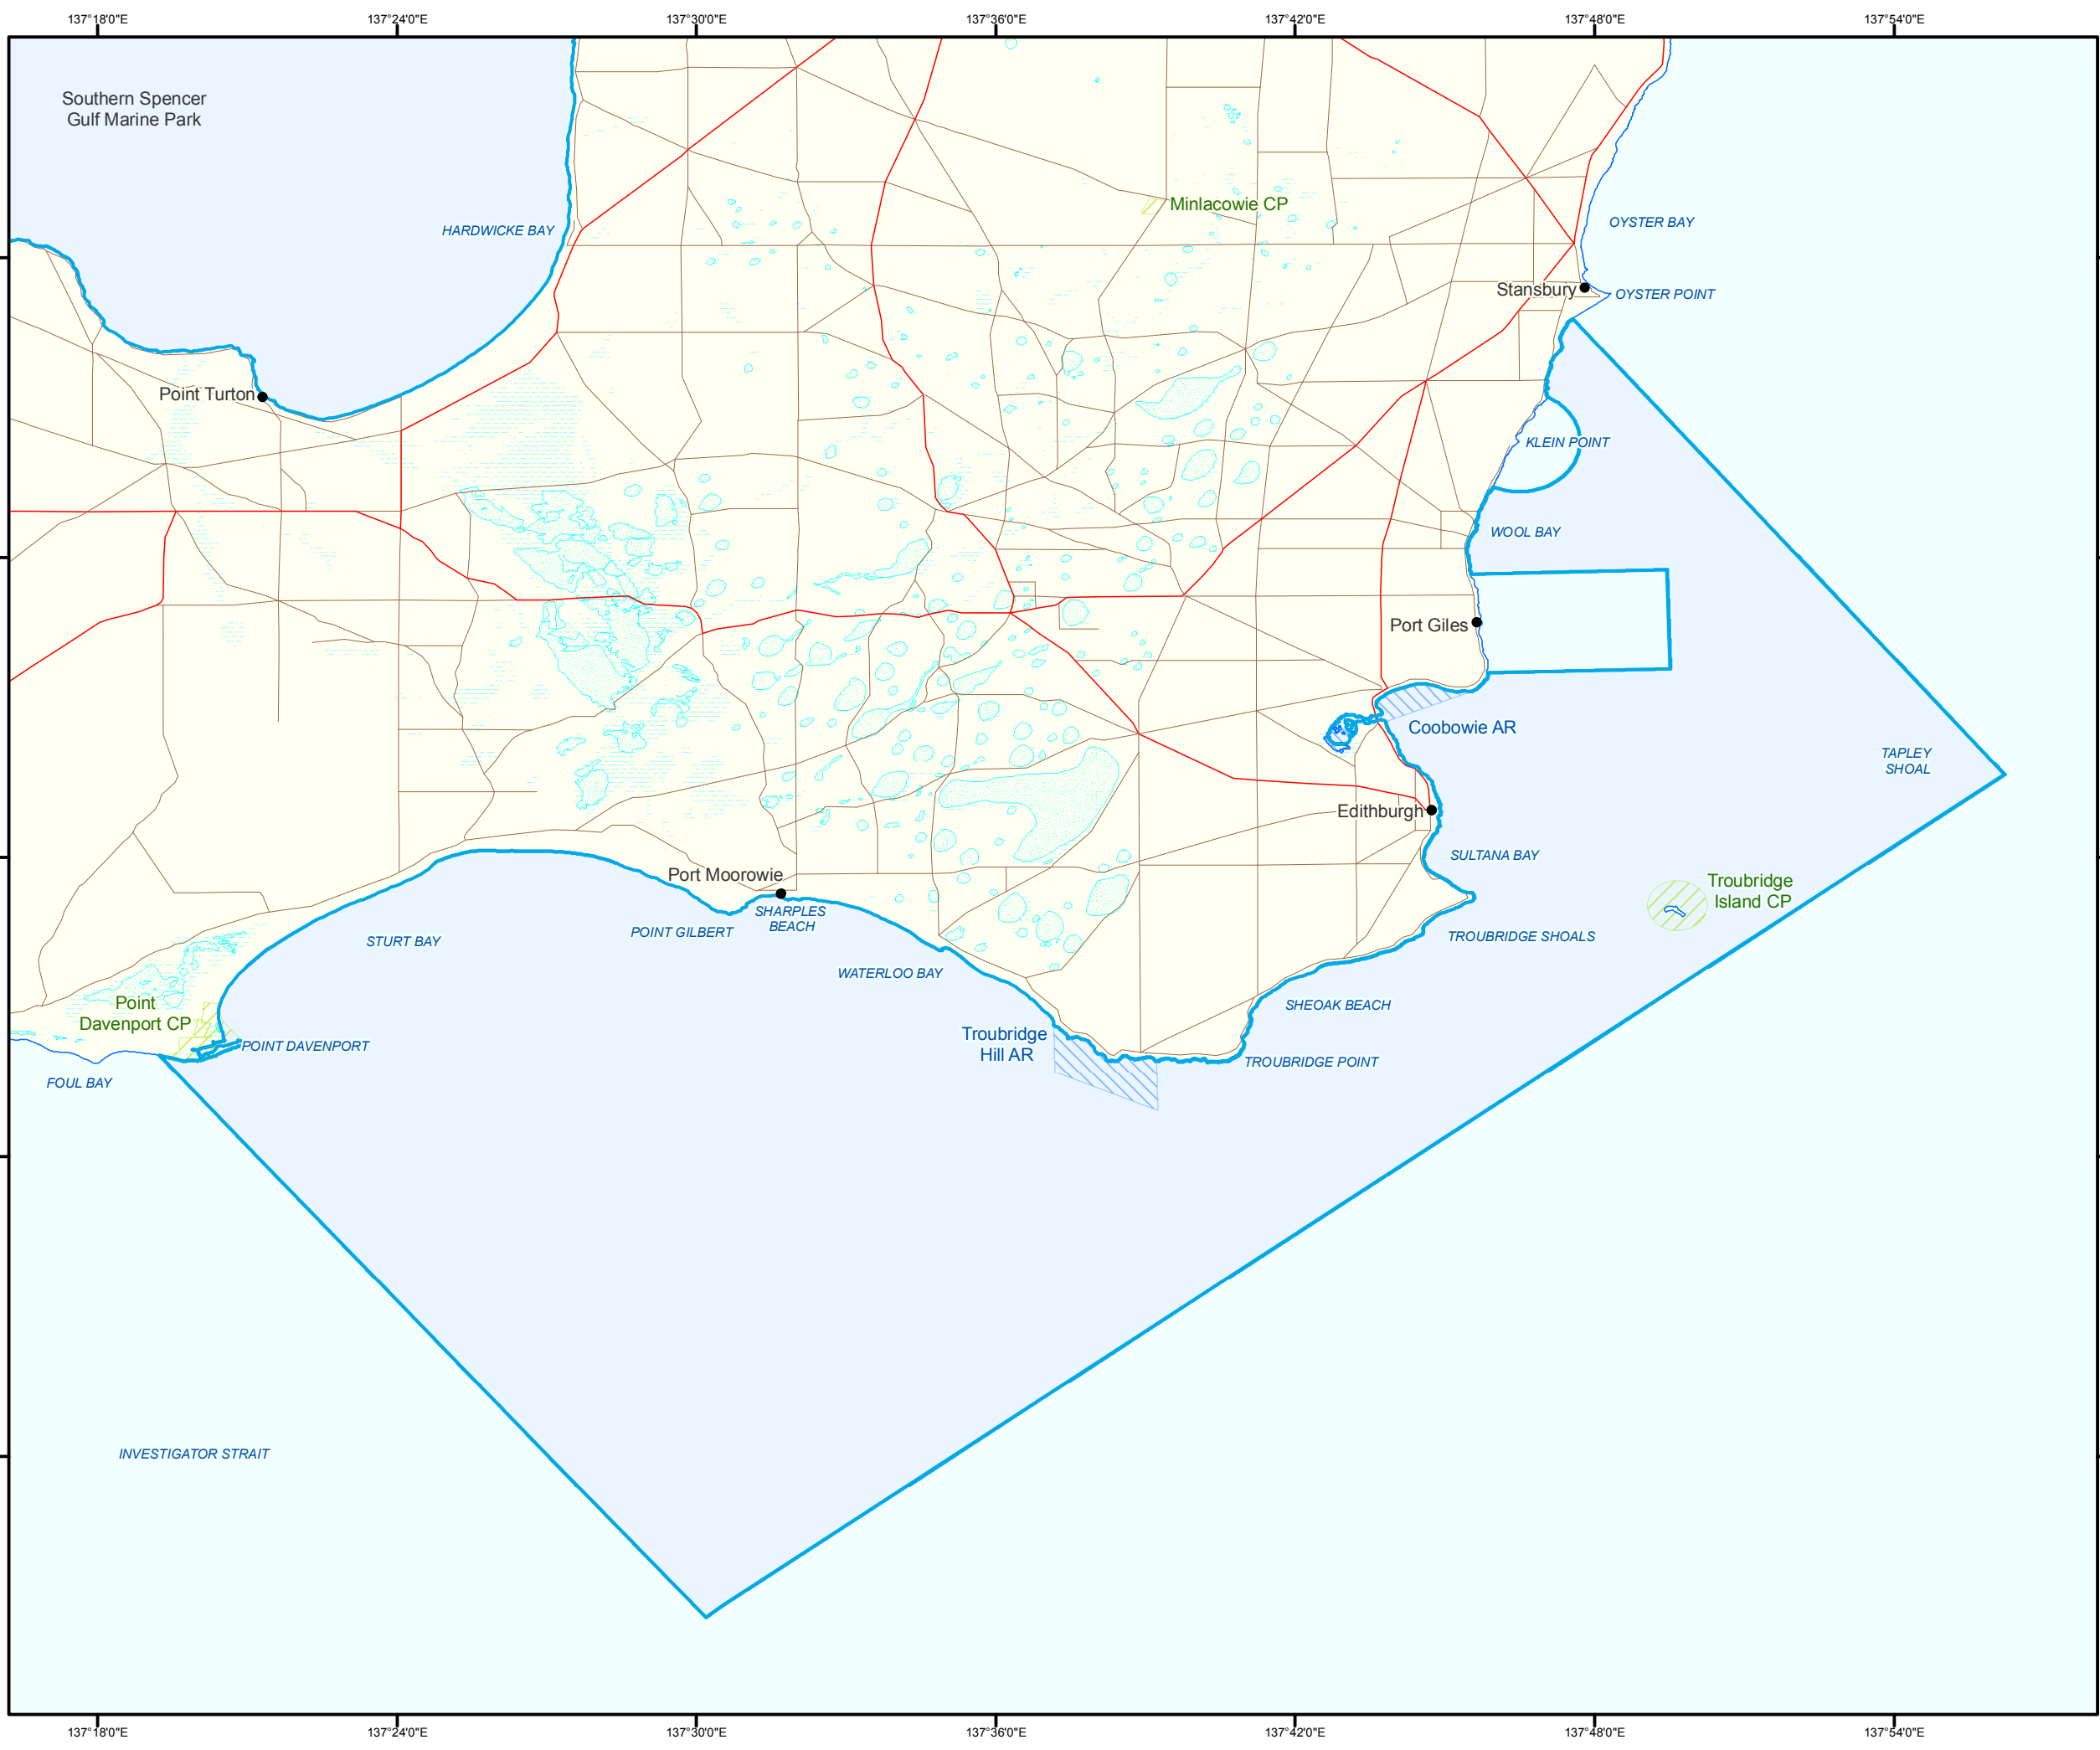 137°18'0"E
137°24'0"E
137°30'0"E
137°36'0"E
137°42'0"E
137°48'0"E
137°54'0"E
Southern Spencer
Gulf Marine Park
Minlacowie CP
HARDWICKE BAY
OYSTER BAY
Stansbury
OYSTER POINT
Point Turton
KLEIN POINT
WOOL BAY
Port Giles
Coobowie AR
TAPLEY
SHOAL
Edithburgh
SULTANA BAY
Port Moorowie
Troubridge
Island CP
SHARPLES
BEACH
POINT GILBERT
STURT BAY
TROUBRIDGE SHOALS
WATERLOO BAY
Point
Davenport CP
SHEOAK BEACH
Troubridge
Hill AR
POINT DAVENPORT
TROUBRIDGE POINT
FOUL BAY
INVESTIGATOR STRAIT
137°18'0"E
137°24'0"E
137°30'0"E
137°36'0"E
137°42'0"E
137°48'0"E
137°54'0"E